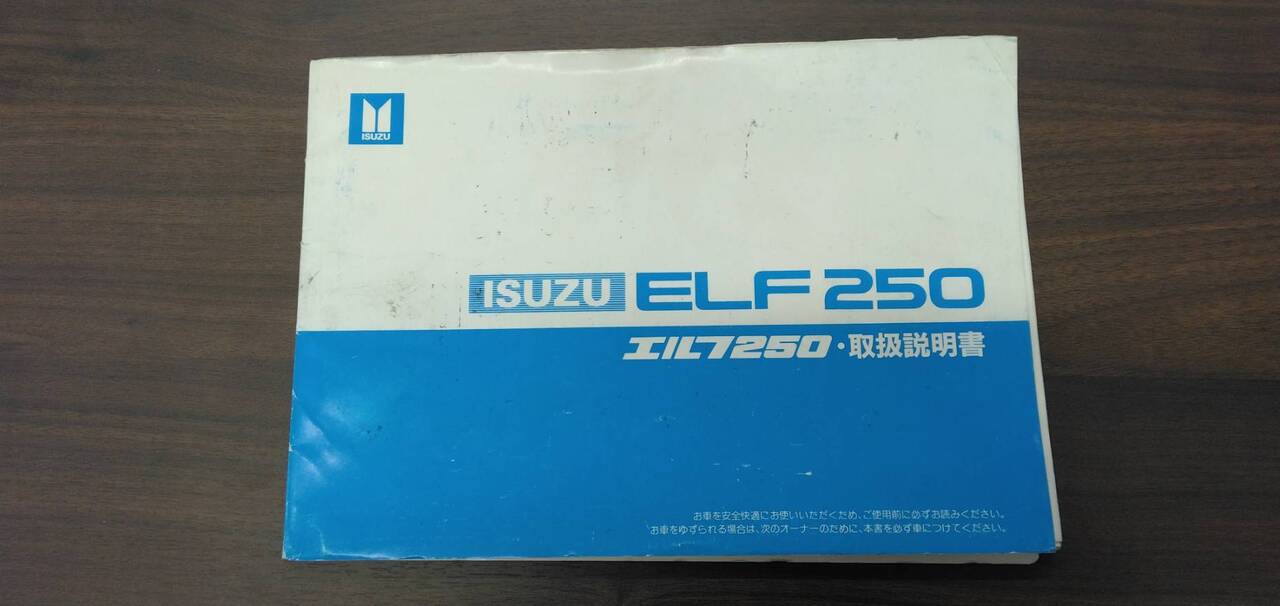 ISUZU
ISUZU ELF 250
エルフ250・取扱説明書
お車を安全快適にお使いいただくため、ご使用前に必ずお読みください。
お車をゆずられる場合は、次のオーナーのために、本書を必ず車につけてください。